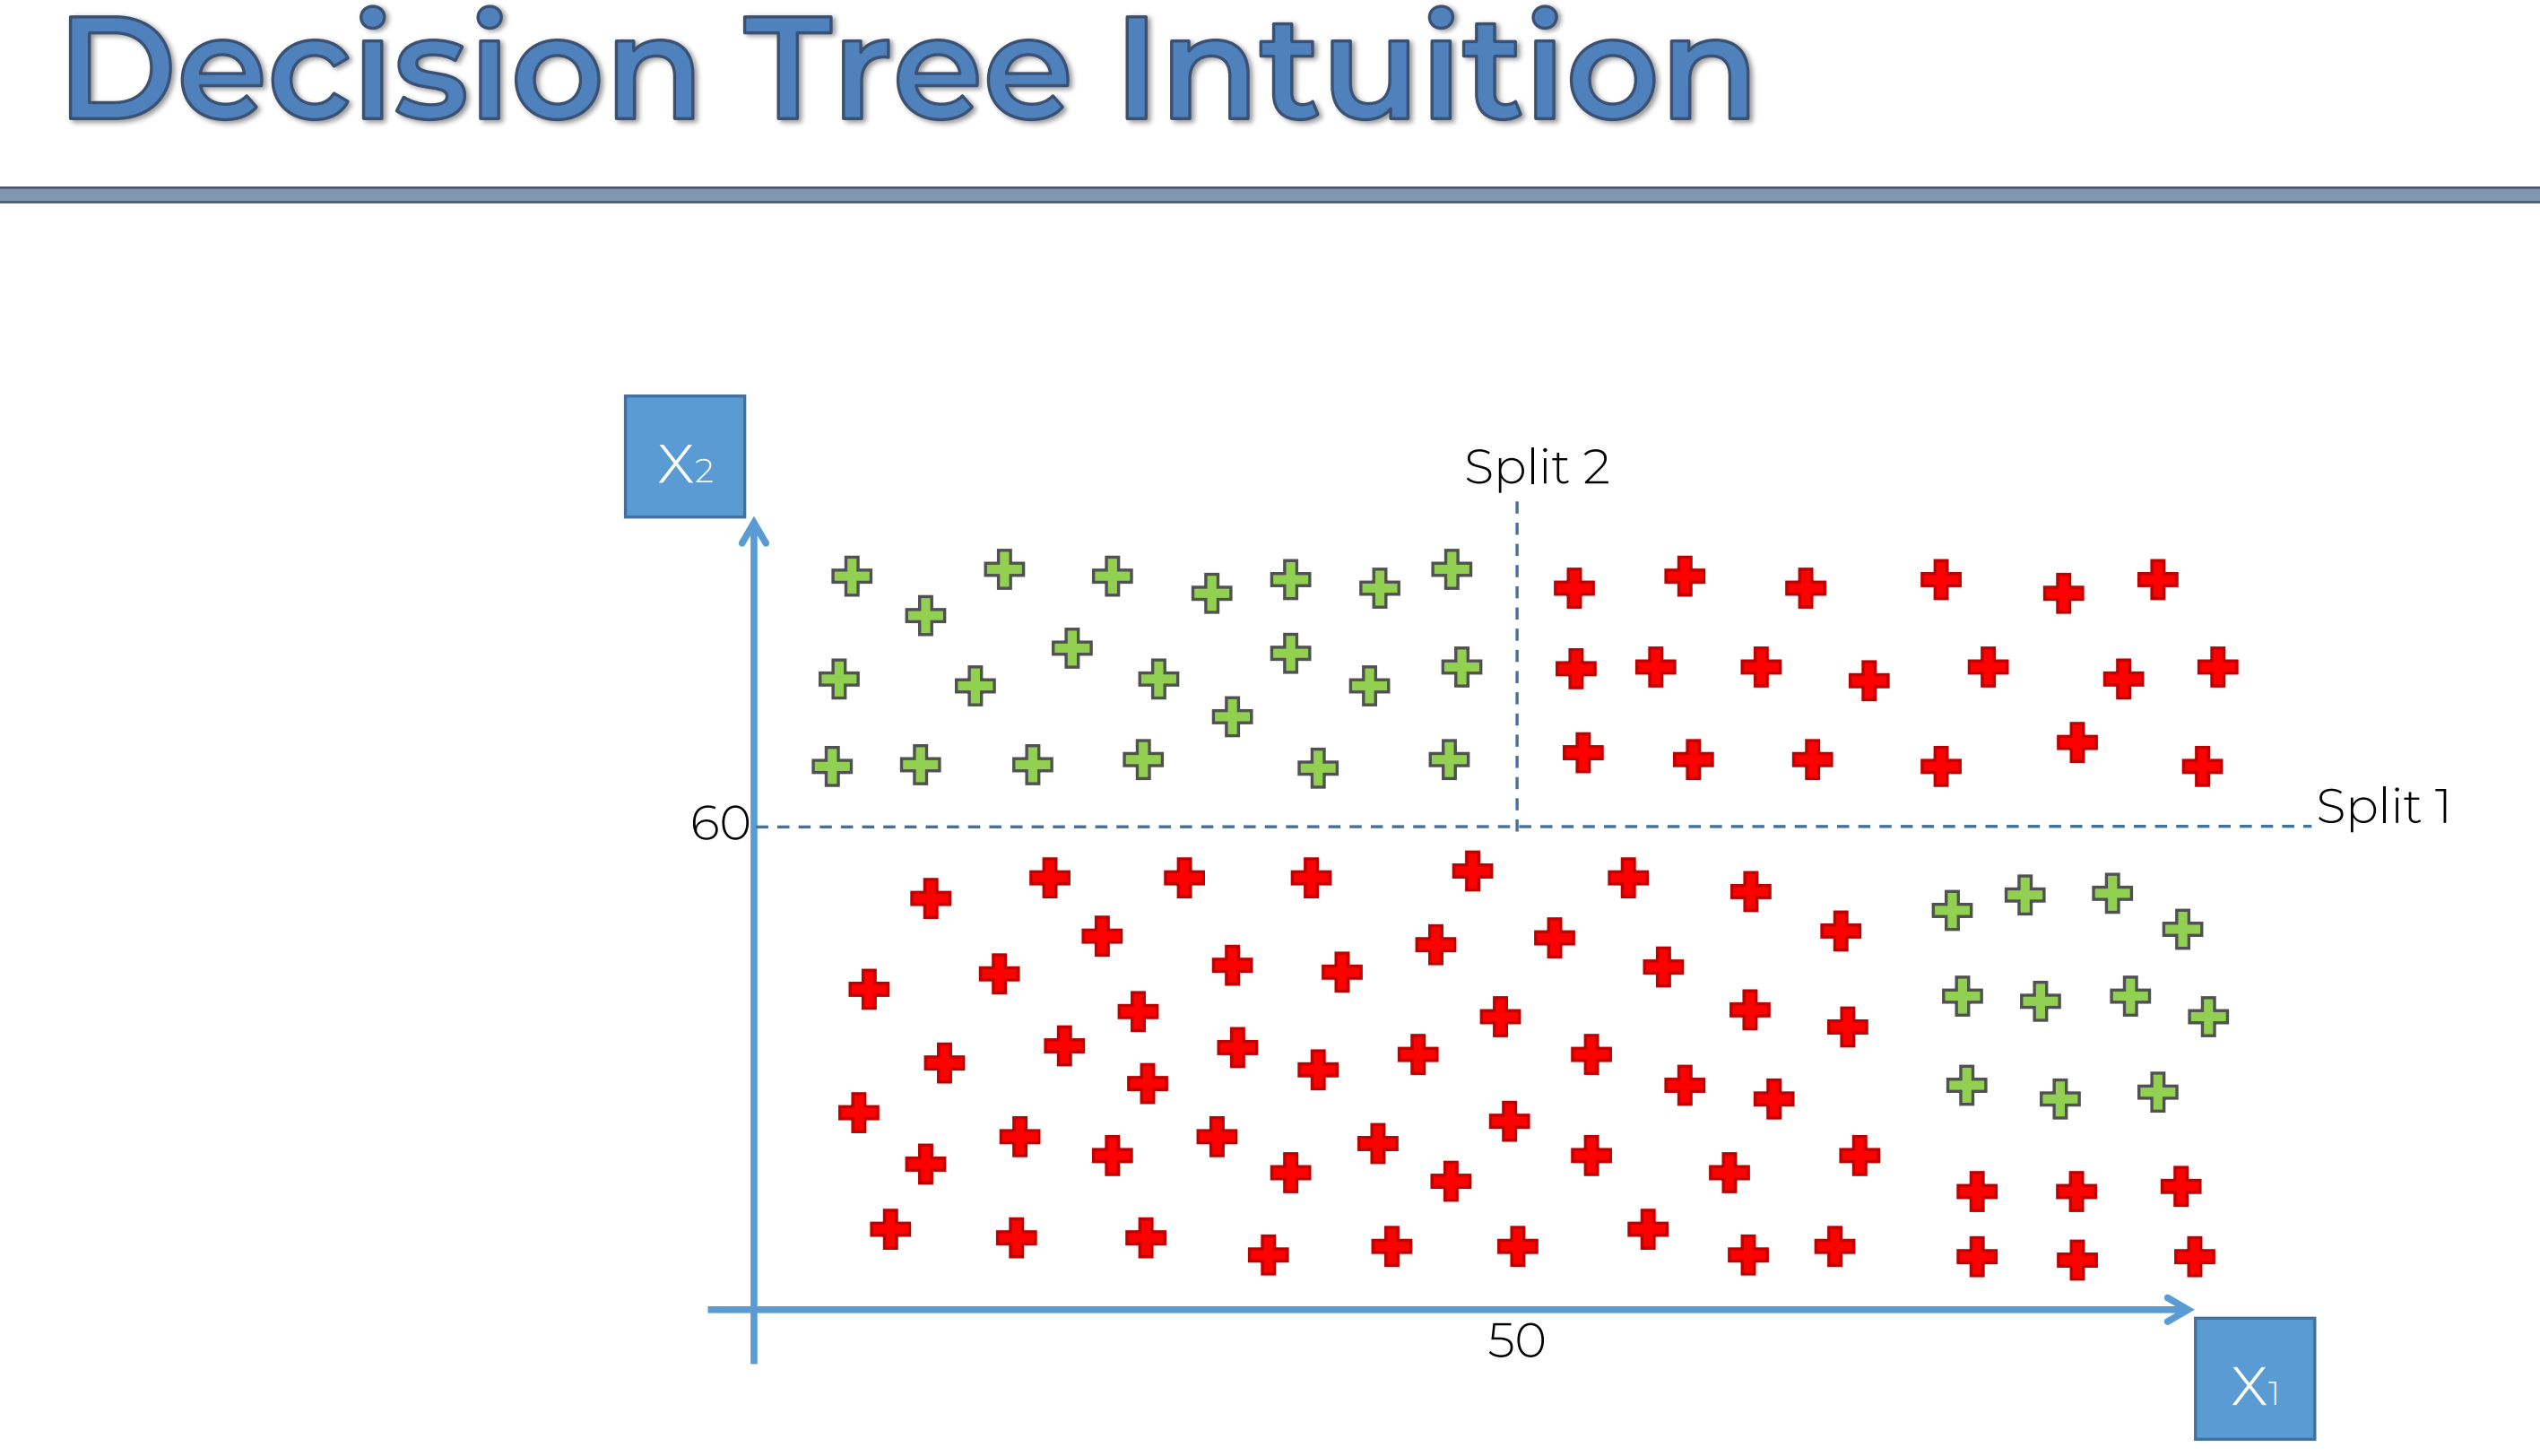 Decision Tree Intuition
X2
Split 2
60
Split 1
50
X1